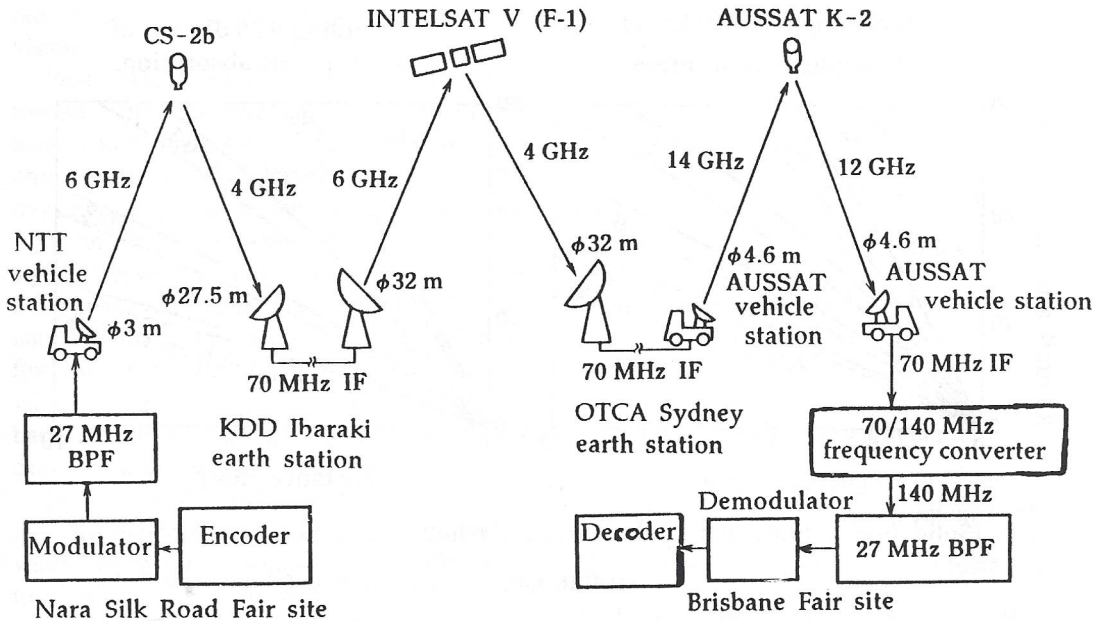 INTELSAT V (F-1)
AUSSAT K-2
CS-2b
6 GHz
4 GHz
6 GHz
4 GHz
14 GHz
12 GHz
NTT
vehicle
station
φ3 m
φ27.5 m
φ32 m
φ32 m
φ4.6 m
AUSSAT
vehicle
station
φ4.6 m
AUSSAT
vehicle station
70 MHz IF
70 MHz IF
70 MHz IF
27 MHz
BPF
KDD Ibaraki
earth station
OTCA Sydney
earth station
70/140 MHz
frequency converter
140 MHz
Modulator
Encoder
Decoder
Demodulator
27 MHz BPF
Nara Silk Road Fair site
Brisbane Fair site